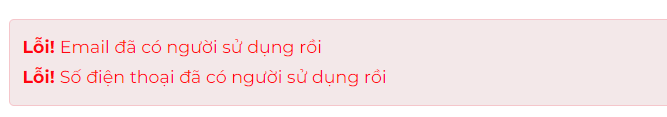 Lỗi! Email đã có người sử dụng rồi
Lỗi! Số điện thoại đã có người sử dụng rồi